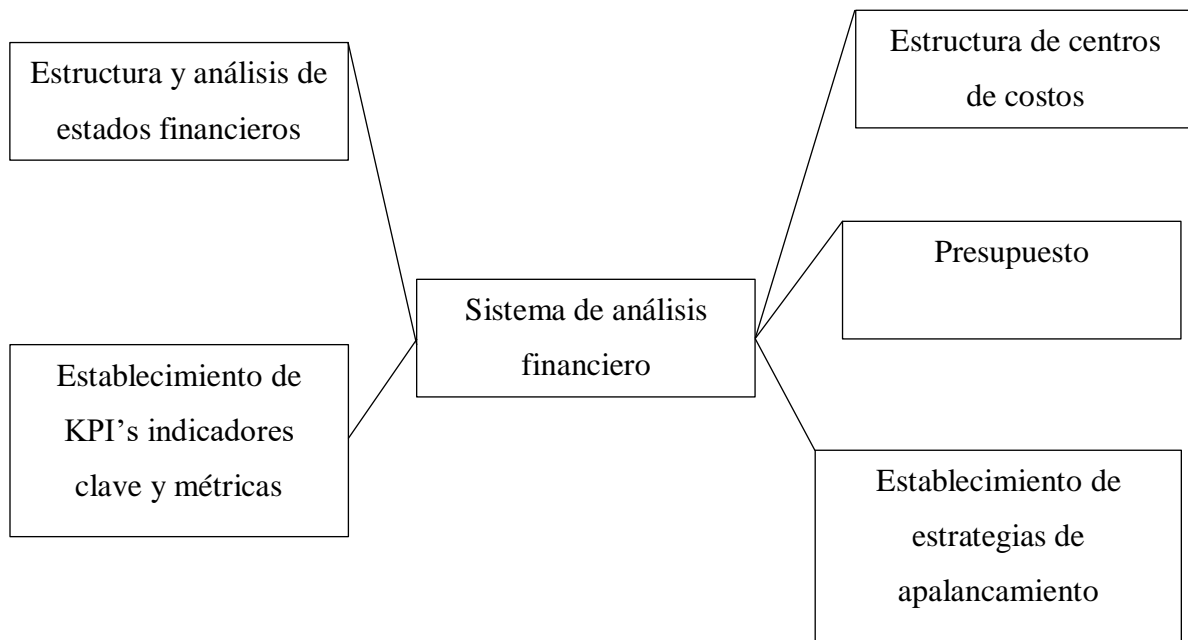 Estructura y análisis de
estados financieros
Establecimiento de
KPI’s indicadores
clave y métricas
Sistema de análisis
financiero
Estructura de centros
de costos
Presupuesto
Establecimiento de
estrategias de
apalancamiento